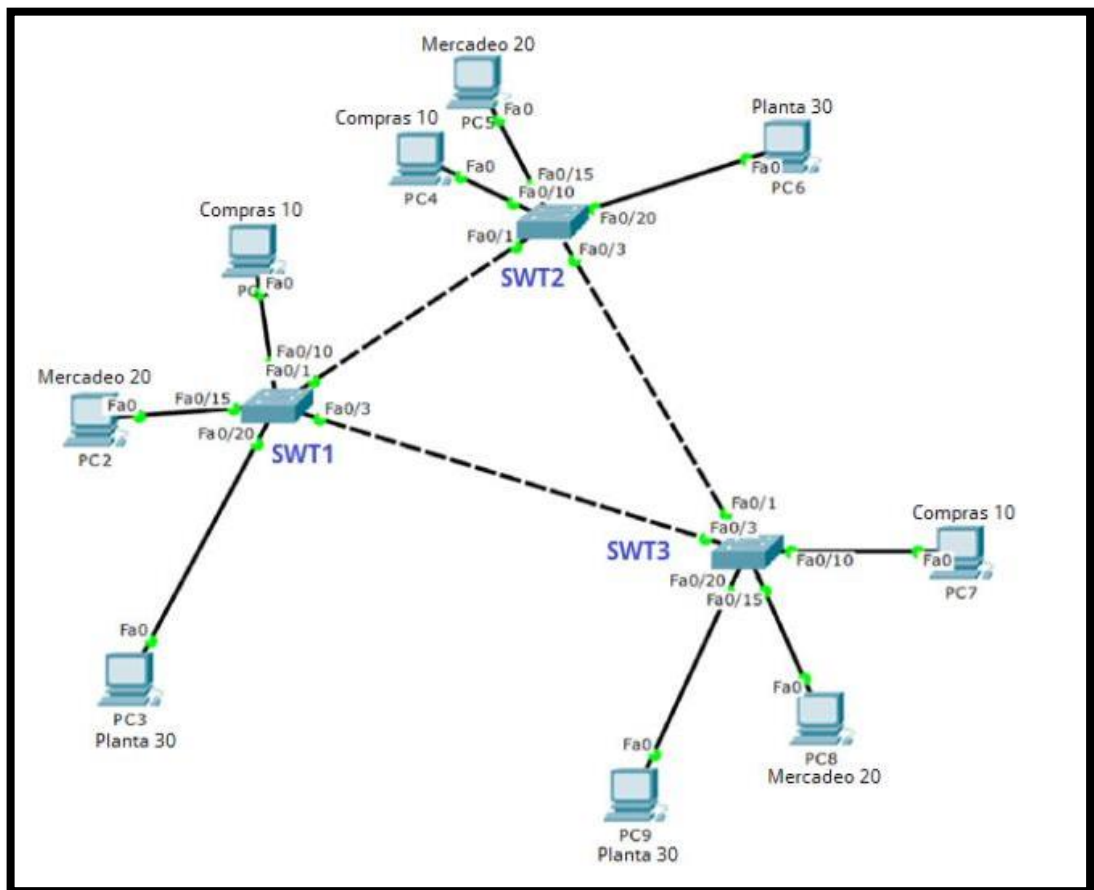 Mercadeo 20
Fa0
PC5
Compras 10
Fa0
PC4
Planta 30
Fa0
PC6
Fa0/15
Fa0/10
Fa0/20
Fa0/1
Fa0/3
SWT2
Compras 10
Fa0
Fa0/10
Fa0/1
Mercadeo 20
Fa0
PC2
Fa0/15
Fa0/3
Fa0/20
SWT1
Fa0
PC3
Planta 30
Fa0/1
Fa0/3
SWT3
Fa0/10
Fa0/20
Fa0/15
Compras 10
Fa0
PC7
Fa0
PC8
Mercadeo 20
Fa0
PC9
Planta 30